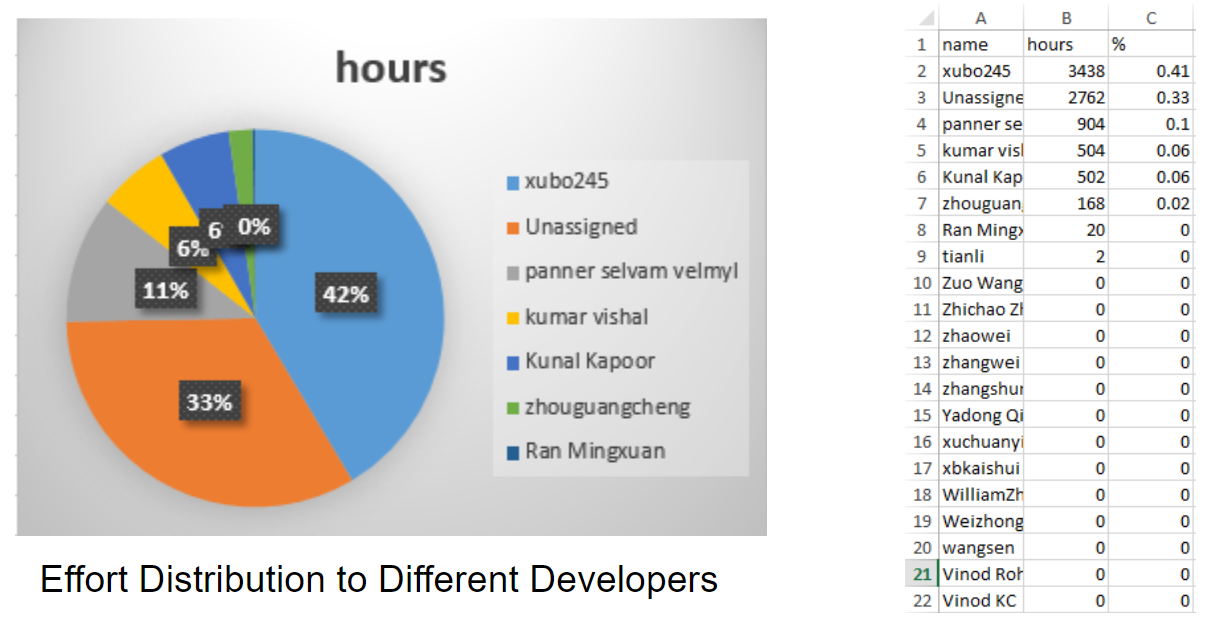 hours
42%
33%
11%
6%
6
0%
xubo245
Unassigned
panner selvam velmyl
kumar vishal
Kunal Kapoor
zhouguangcheng
Ran Mingxuan
Effort Distribution to Different Developers
A B C
1 name hours %
2 xubo245 3438 0.41
3 Unassigne 2762 0.33
4 panner se 904 0.1
5 kumar visl 504 0.06
6 Kunal Kap 502 0.06
7 zhouguan 168 0.02
8 Ran Mingx 20 0
9 tianli 2 0
10 Zuo Wang 0 0
11 Zhichao Zh 0 0
12 zhaowei 0 0
13 zhangwei 0 0
14 zhangshu 0 0
15 Yadong Qi 0 0
16 xuchuanyi 0 0
17 xbkaishui 0 0
18 WilliamZh 0 0
19 Weizhong 0 0
20 wangsen 0 0
21 Vinod Roh 0 0
22 Vinod KC 0 0